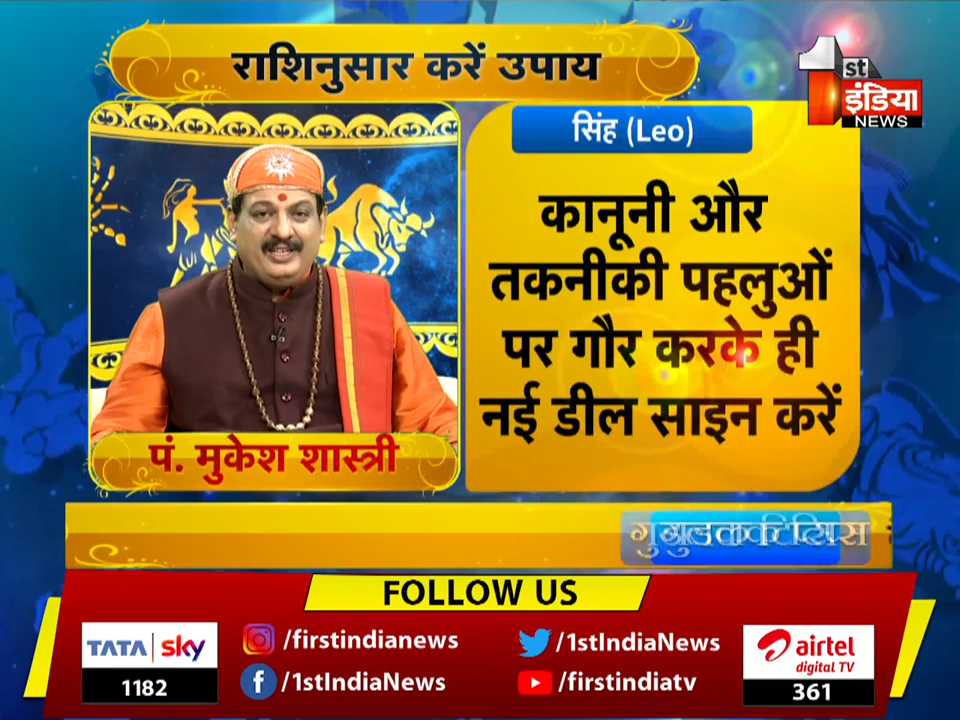 राशिनुसार करें उपाय
1st
इंडिया
NEWS
सिंह (Leo)
कानूनी और
तकनीकी पहलुओं
पर गौर करके ही
नई डील साइन करें
पं. मुकेश शास्त्री
FOLLOW US
TATA sky
1182
/firstindianews
/1stIndiaNews
/1stIndiaNews
/firstindiatv
airtel
digital TV
361